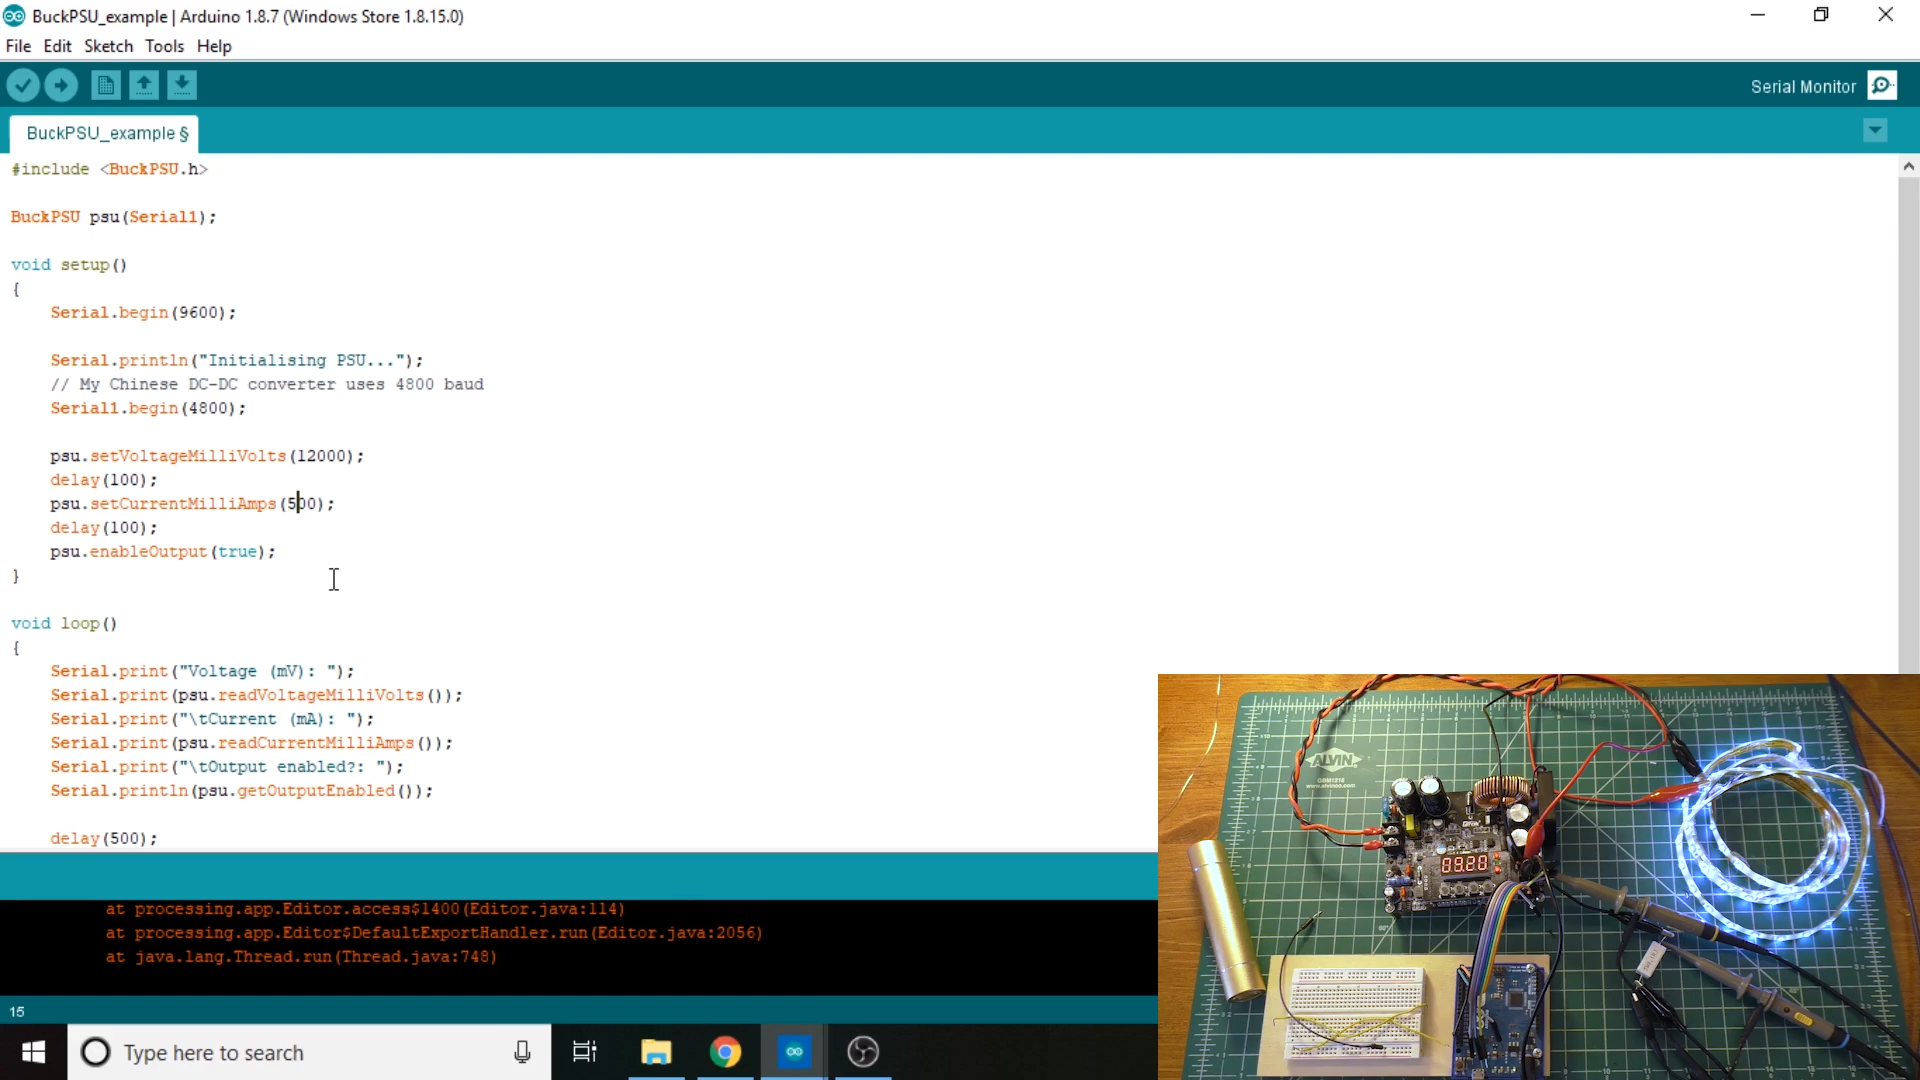 BuckPSU_example | Arduino 1.8.7 (Windows Store 1.8.15.0)
File Edit Sketch Tools Help
Serial Monitor
BuckPSU_example §
#include <BuckPSU.h>
BuckPSU psu(Serial1);
void setup()
{
Serial.begin(9600);
Serial.println("Initialising PSU...");
// My Chinese DC-DC converter uses 4800 baud
Serial1.begin(4800);
psu.setVoltageMilliVolts(12000);
delay(100);
psu.setCurrentMilliAmps(500);
delay(100);
psu.enableOutput(true);
}
void loop()
{
Serial.print("Voltage (mV): ");
Serial.print(psu.readVoltageMilliVolts());
Serial.print("\tCurrent (mA): ");
Serial.print(psu.readCurrentMilliAmps());
Serial.print("\tOutput enabled?: ");
Serial.println(psu.getOutputEnabled());
delay(500);
at processing.app.Editor.access$1400(Editor.java:114)
at processing.app.Editor$DefaultExportHandler.run(Editor.java:2056)
at java.lang.Thread.run(Thread.java:748)
15
Type here to search
ALVIN